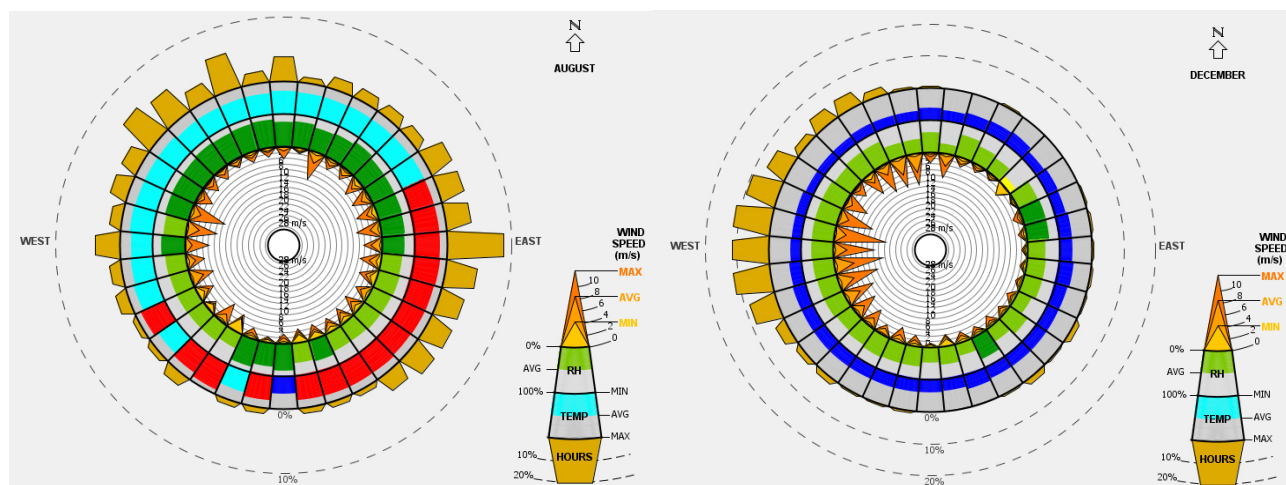 N
AUGUST
WEST
EAST
0%
10%
28 m/s
28 m/s
WIND
SPEED
(m/s)
MAX
AVG
MIN
10
8
6
4
2
0
0%
AVG
RH
100%
MIN
TEMP
AVG
MAX
HOURS
10%
20%
N
DECEMBER
WEST
EAST
0%
10%
20%
28 m/s
WIND
SPEED
(m/s)
MAX
AVG
MIN
10
8
6
4
2
0
0%
AVG
RH
100%
MIN
TEMP
AVG
MAX
HOURS
10%
20%